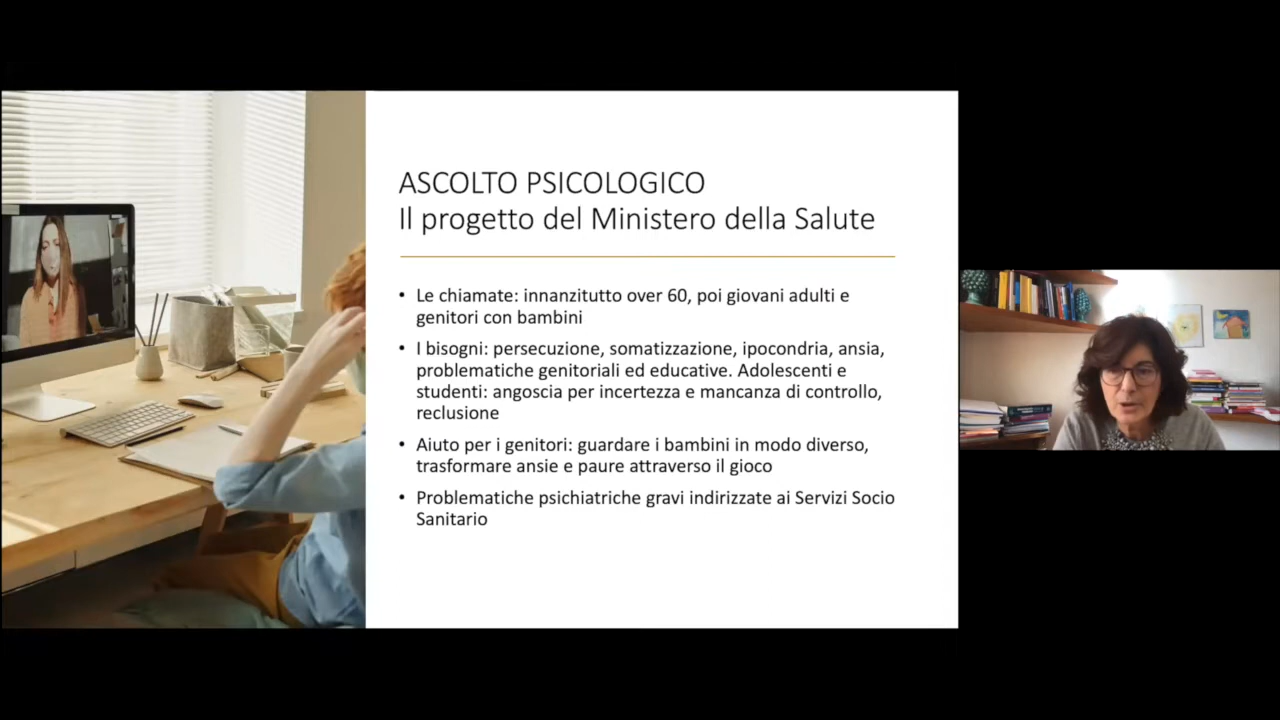 ASCOLTO PSICOLOGICO
Il progetto del Ministero della Salute
• Le chiamate: innanzitutto over 60, poi giovani adulti e
genitori con bambini
• I bisogni: persecuzione, somatizzazione, ipocondria, ansia,
problematiche genitoriali ed educative. Adolescenti e
studenti: angoscia per incertezza e mancanza di controllo,
reclusione
• Aiuto per i genitori: guardare i bambini in modo diverso,
trasformare ansie e paure attraverso il gioco
• Problematiche psichiatriche gravi indirizzate ai Servizi Socio
Sanitario